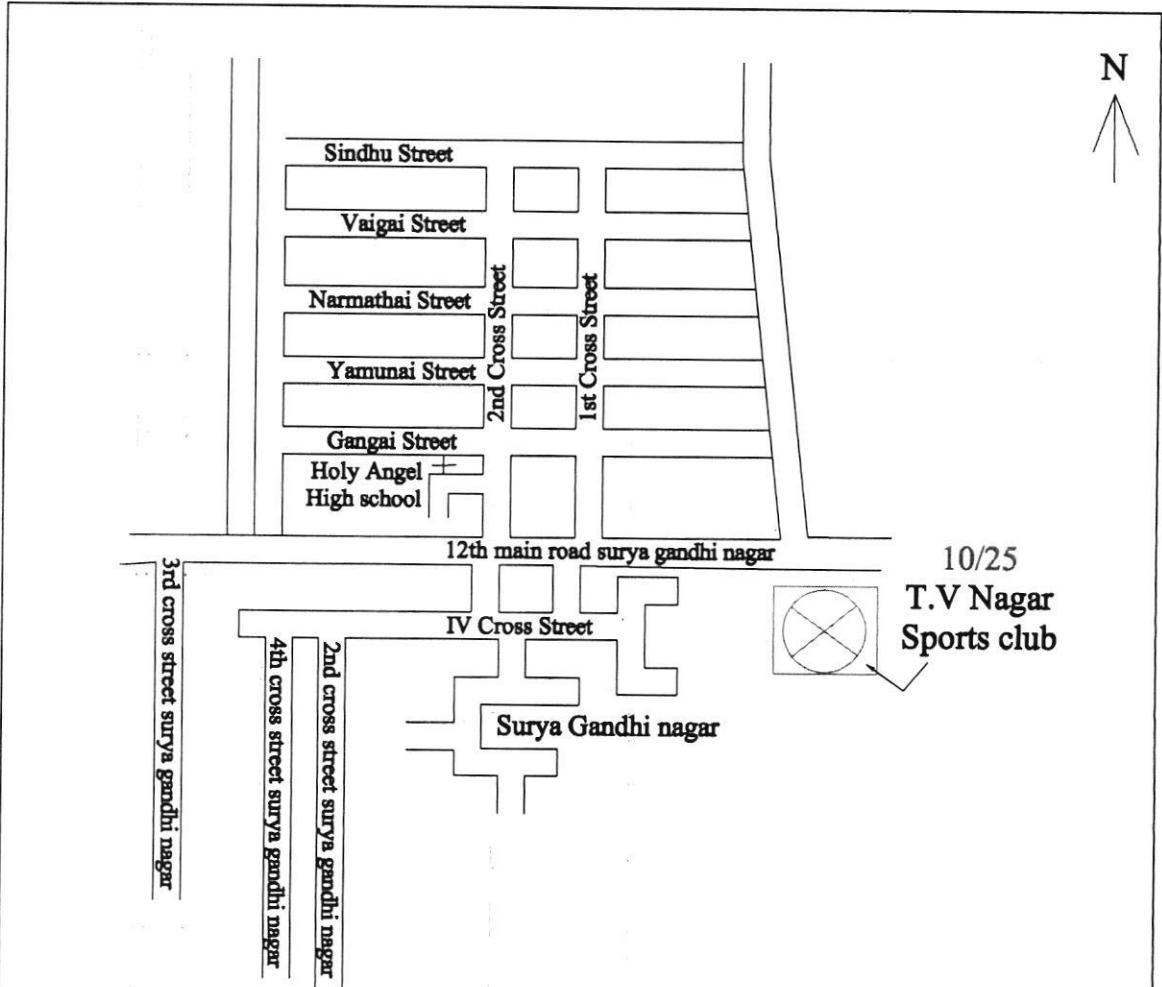 N
Sindhu Street
Vaigai Street
Narmathai Street
Yamunai Street
Gangai Street
2nd Cross Street
1st Cross Street
Holy Angel
High school
12th main road surya gandhi nagar
10/25
T.V Nagar
Sports club
IV Cross Street
3rd cross street surya gandhi nagar
4th cross street surya gandhi nagar
2nd cross street surya gandhi nagar
Surya Gandhi nagar